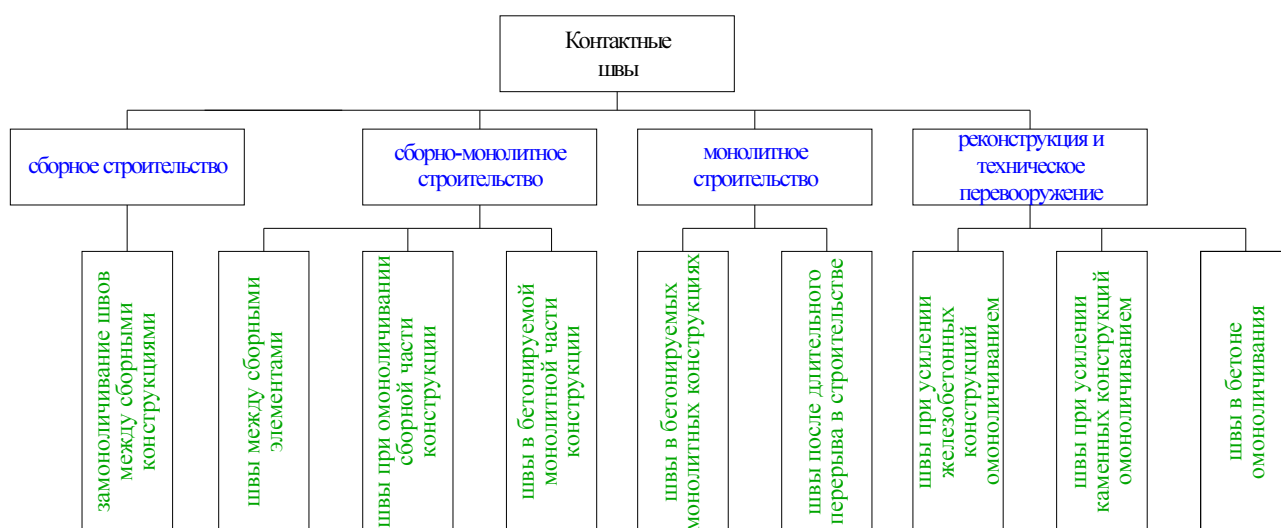 Контактные
швы
сборное строительство
сборно-монолитное
строительство
монолитное
строительство
реконструкция и
техническое
перевооружение
замоноличивание швов
между сборными
конструкциями
швы между сборными
элементами
швы при омоноличивании
сборной части
конструкции
швы в бетонируемой
монолитной части
конструкции
швы в бетонируемых
монолитных конструкциях
швы после длительного
перерыва в строительстве
швы при усилении
железобетонных
конструкций
омоноличиванием
швы при усилении
каменных конструкций
омоноличиванием
швы в бетоне
омоноличивания